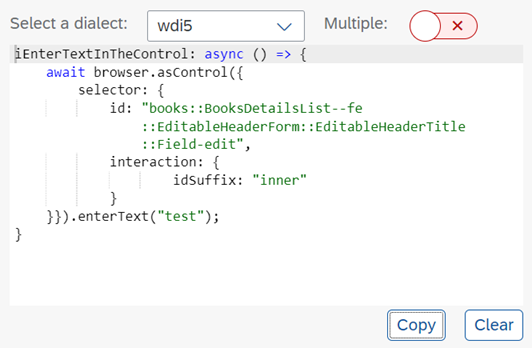 Select a dialect: wdi5 Multiple:
iEnterTextInTheControl: async () => {
    await browser.asControl({
        selector: {
            id: "books::BooksDetailsList--fe
                ::EditableHeaderForm::EditableHeaderTitle
                ::Field-edit",
            interaction: {
                    idSuffix: "inner"
            }
    }}).enterText("test");
}
Copy Clear